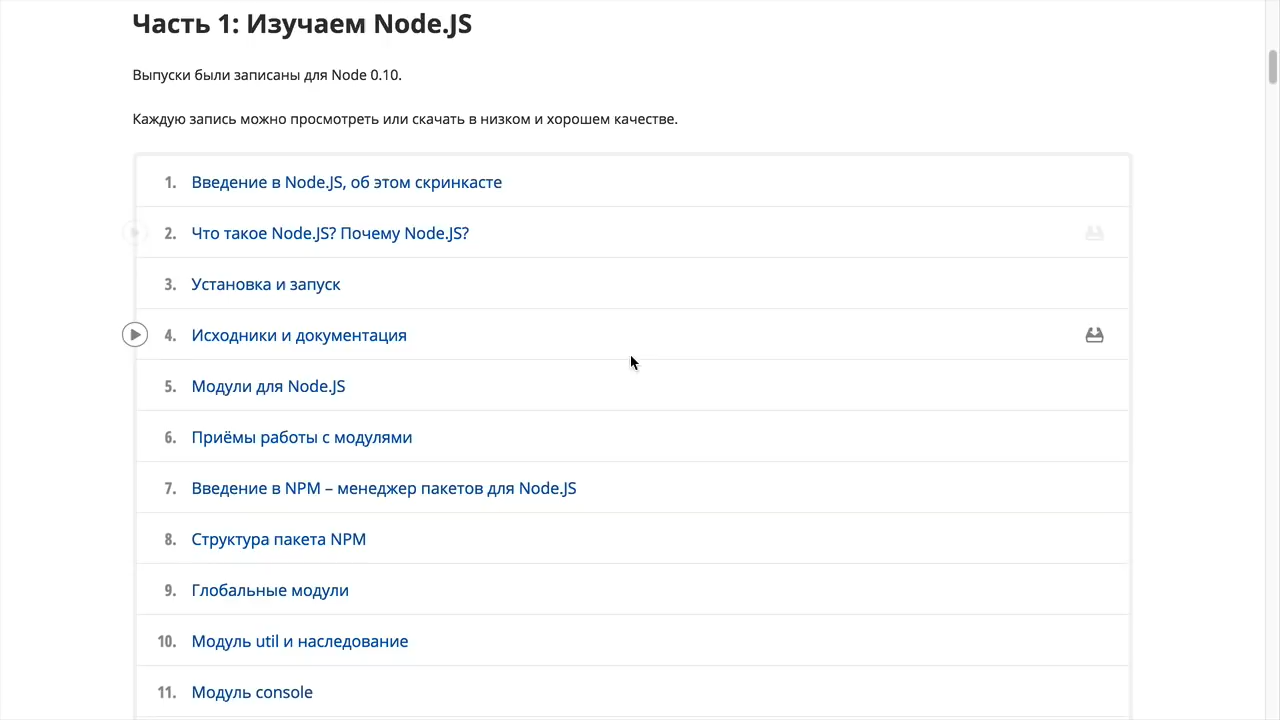 Часть 1: Изучаем Node.JS
Выпуски были записаны для Node 0.10.
Каждую запись можно просмотреть или скачать в низком и хорошем качестве.
1. Введение в Node.JS, об этом скринкасте
2. Что такое Node.JS? Почему Node.JS?
3. Установка и запуск
4. Исходники и документация
5. Модули для Node.JS
6. Приёмы работы с модулями
7. Введение в NPM – менеджер пакетов для Node.JS
8. Структура пакета NPM
9. Глобальные модули
10. Модуль util и наследование
11. Модуль console